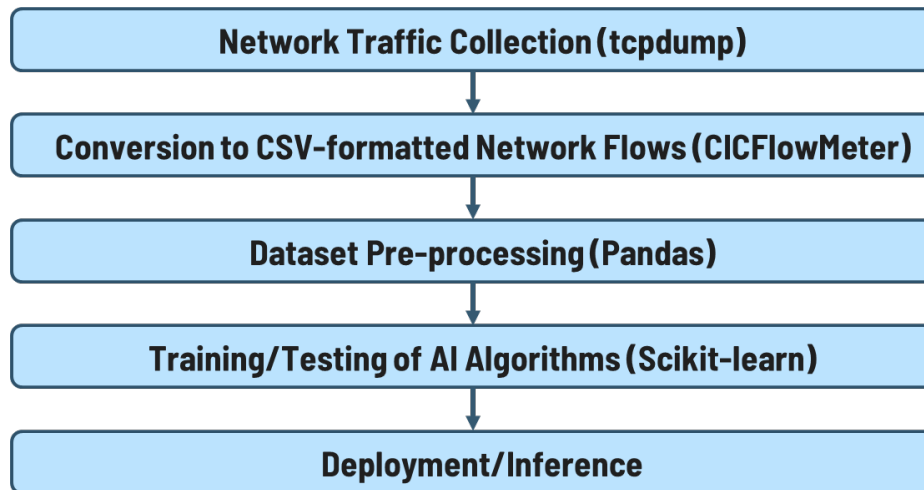 Network Traffic Collection (tcpdump)
Conversion to CSV-formatted Network Flows (CICFlowMeter)
Dataset Pre-processing (Pandas)
Training/Testing of AI Algorithms (Scikit-learn)
Deployment/Inference